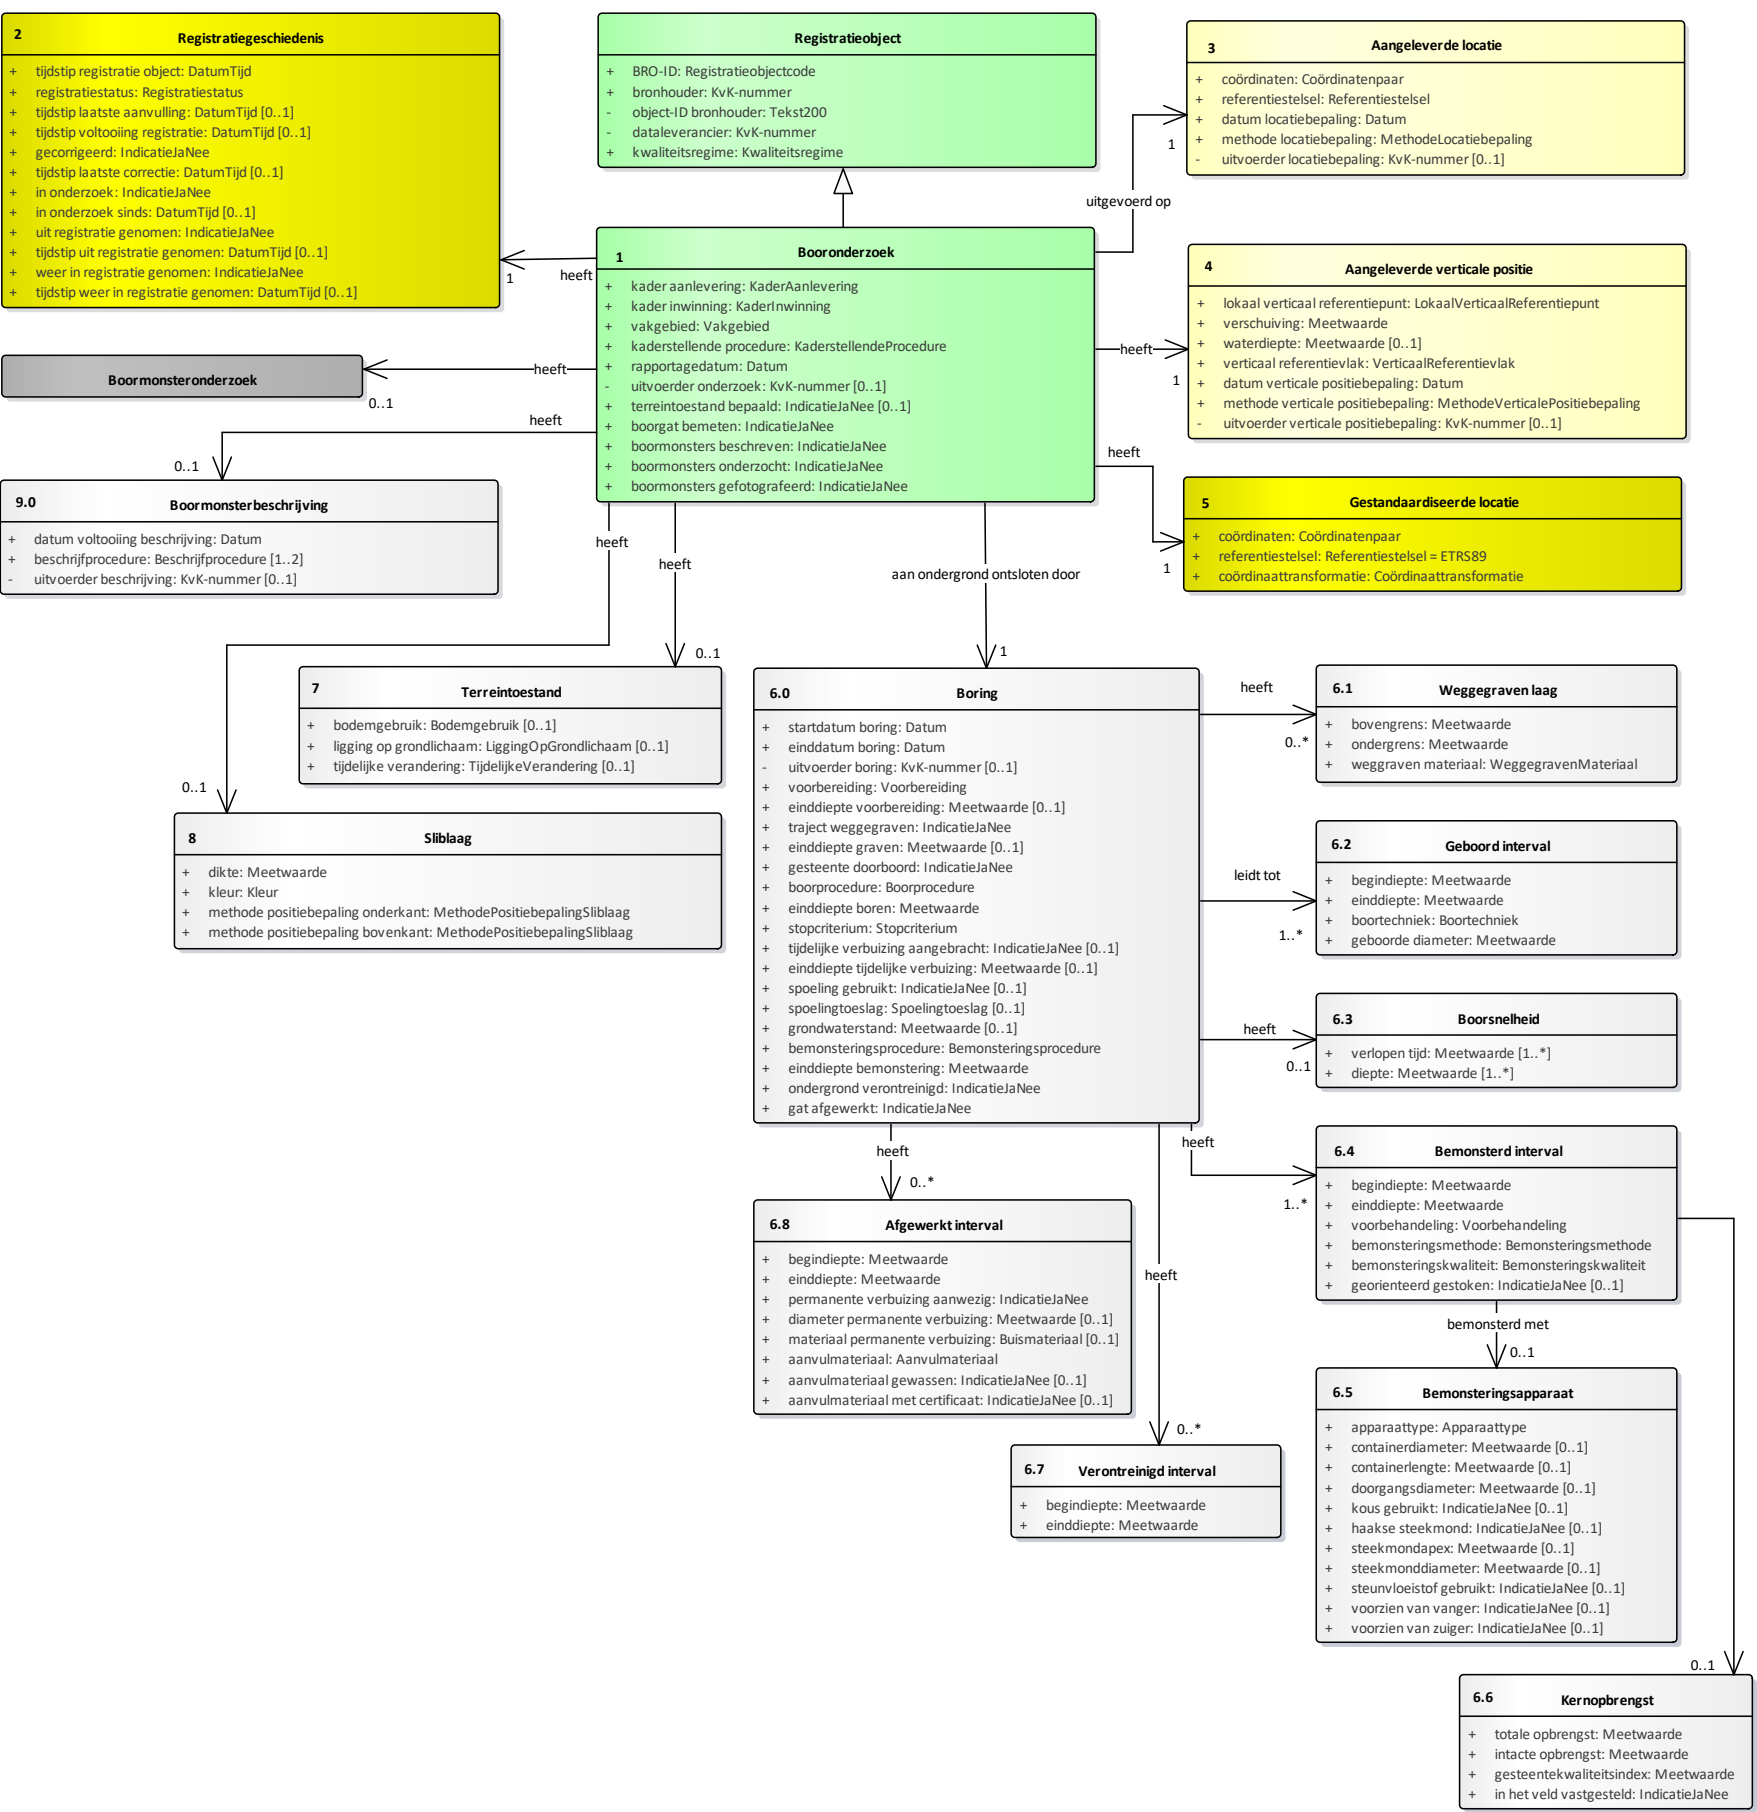 2 Registratiegeschiedenis
+ tijdstip registratie object: DatumTijd
+ registratiestatus: Registratiestatus
+ tijdstip laatste aanvulling: DatumTijd [0..1]
+ tijdstip voltooiing registratie: DatumTijd [0..1]
+ gecorrigeerd: IndicatieJaNee
+ tijdstip laatste correctie: DatumTijd [0..1]
+ in onderzoek: IndicatieJaNee
+ in onderzoek sinds: DatumTijd [0..1]
+ uit registratie genomen: IndicatieJaNee
+ tijdstip uit registratie genomen: DatumTijd [0..1]
+ weer in registratie genomen: IndicatieJaNee
+ tijdstip weer in registratie genomen: DatumTijd [0..1]
Registratieobject
+ BRO-ID: Registratieobjectcode
+ bronhouder: KvK-nummer
- object-ID bronhouder: Tekst200
- dataleverancier: KvK-nummer
+ kwaliteitsregime: Kwaliteitsregime
3 Aangeleverde locatie
+ coördinaten: Coördinatenpaar
+ referentiestelsel: Referentiestelsel
+ datum locatiebepaling: Datum
+ methode locatiebepaling: MethodeLocatiebepaling
- uitvoerder locatiebepaling: KvK-nummer [0..1]
1
uitgevoerd op
1 Booronderzoek
+ kader aanlevering: KaderAanlevering
+ kader inwinning: KaderInwinning
+ vakgebied: Vakgebied
+ kaderstellende procedure: KaderstellendeProcedure
+ rapportagedatum: Datum
- uitvoerder onderzoek: KvK-nummer [0..1]
+ terreintoestand bepaald: IndicatieJaNee [0..1]
+ boorgat bemeten: IndicatieJaNee
+ boormonsters beschreven: IndicatieJaNee
+ boormonsters onderzocht: IndicatieJaNee
+ boormonsters gefotografeerd: IndicatieJaNee
heeft
1
4 Aangeleverde verticale positie
+ lokaal verticaal referentiepunt: LokaalVerticaalReferentiepunt
+ verschuiving: Meetwaarde
+ waterdiepte: Meetwaarde [0..1]
+ verticaal referentievlak: VerticaalReferentievlak
+ datum verticale positiebepaling: Datum
+ methode verticale positiebepaling: MethodeVerticalePositiebepaling
- uitvoerder verticale positiebepaling: KvK-nummer [0..1]
heeft
1
Boormonsteronderzoek
heeft
0..1
heeft
0..1
heeft
1
5 Gestandaardiseerde locatie
+ coördinaten: Coördinatenpaar
+ referentiestelsel: Referentiestelsel = ETRS89
+ coördinaattransformatie: Coördinaattransformatie
9.0 Boormonsterbeschrijving
+ datum voltooiing beschrijving: Datum
+ beschrijfprocedure: Beschrijfprocedure [1..2]
- uitvoerder beschrijving: KvK-nummer [0..1]
heeft
heeft
aan ondergrond ontsloten door
0..1
1
7 Terreintoestand
+ bodemgebruik: Bodemgebruik [0..1]
+ ligging op grondlichaam: LiggingOpGrondlichaam [0..1]
+ tijdelijke verandering: TijdelijkeVerandering [0..1]
0..1
8 Sliblaag
+ dikte: Meetwaarde
+ kleur: Kleur
+ methode positiebepaling onderkant: MethodePositiebepalingSliblaag
+ methode positiebepaling bovenkant: MethodePositiebepalingSliblaag
6.0 Boring
+ startdatum boring: Datum
+ einddatum boring: Datum
- uitvoerder boring: KvK-nummer [0..1]
+ voorbereiding: Voorbereiding
+ einddiepte voorbereiding: Meetwaarde [0..1]
+ traject weggegraven: IndicatieJaNee
+ einddiepte graven: Meetwaarde [0..1]
+ gesteente doorboord: IndicatieJaNee
+ boorprocedure: Boorprocedure
+ einddiepte boren: Meetwaarde
+ stopcriterium: Stopcriterium
+ tijdelijke verbuizing aangebracht: IndicatieJaNee [0..1]
+ einddiepte tijdelijke verbuizing: Meetwaarde [0..1]
+ spoeling gebruikt: IndicatieJaNee [0..1]
+ spoelingtoeslag: Spoelingtoeslag [0..1]
+ grondwaterstand: Meetwaarde [0..1]
+ bemonsteringsprocedure: Bemonsteringsprocedure
+ einddiepte bemonstering: Meetwaarde
+ ondergrond verontreinigd: IndicatieJaNee
+ gat afgewerkt: IndicatieJaNee
heeft
0..*
6.1 Weggegraven laag
+ bovengrens: Meetwaarde
+ ondergrens: Meetwaarde
+ weggraven materiaal: WeggegravenMateriaal
leidt tot
1..*
6.2 Geboord interval
+ begindiepte: Meetwaarde
+ einddiepte: Meetwaarde
+ boortechniek: Boortechniek
+ geboorde diameter: Meetwaarde
heeft
0..1
6.3 Boorsnelheid
+ verlopen tijd: Meetwaarde [1..*]
+ diepte: Meetwaarde [1..*]
heeft
1..*
6.4 Bemonsterd interval
+ begindiepte: Meetwaarde
+ einddiepte: Meetwaarde
+ voorbehandeling: Voorbehandeling
+ bemonsteringsmethode: Bemonsteringsmethode
+ bemonsteringskwaliteit: Bemonsteringskwaliteit
+ georienteerd gestoken: IndicatieJaNee [0..1]
heeft
0..*
6.8 Afgewerkt interval
+ begindiepte: Meetwaarde
+ einddiepte: Meetwaarde
+ permanente verbuizing aanwezig: IndicatieJaNee
+ diameter permanente verbuizing: Meetwaarde [0..1]
+ materiaal permanente verbuizing: Buismateriaal [0..1]
+ aanvulmateriaal: Aanvulmateriaal
+ aanvulmateriaal gewassen: IndicatieJaNee [0..1]
+ aanvulmateriaal met certificaat: IndicatieJaNee [0..1]
heeft
0..*
6.7 Verontreinigd interval
+ begindiepte: Meetwaarde
+ einddiepte: Meetwaarde
bemonsterd met
0..1
6.5 Bemonsteringsapparaat
+ apparaattype: Apparaattype
+ containerdiameter: Meetwaarde [0..1]
+ containerlengte: Meetwaarde [0..1]
+ doorgangsdiameter: Meetwaarde [0..1]
+ kous gebruikt: IndicatieJaNee [0..1]
+ haakse steekmond: IndicatieJaNee [0..1]
+ steekmondapex: Meetwaarde [0..1]
+ steekmonddiameter: Meetwaarde [0..1]
+ steunvloeistof gebruikt: IndicatieJaNee [0..1]
+ voorzien van vanger: IndicatieJaNee [0..1]
+ voorzien van zuiger: IndicatieJaNee [0..1]
0..1
6.6 Kernopbrengst
+ totale opbrengst: Meetwaarde
+ intacte opbrengst: Meetwaarde
+ gesteentekwaliteitsindex: Meetwaarde
+ in het veld vastgesteld: IndicatieJaNee